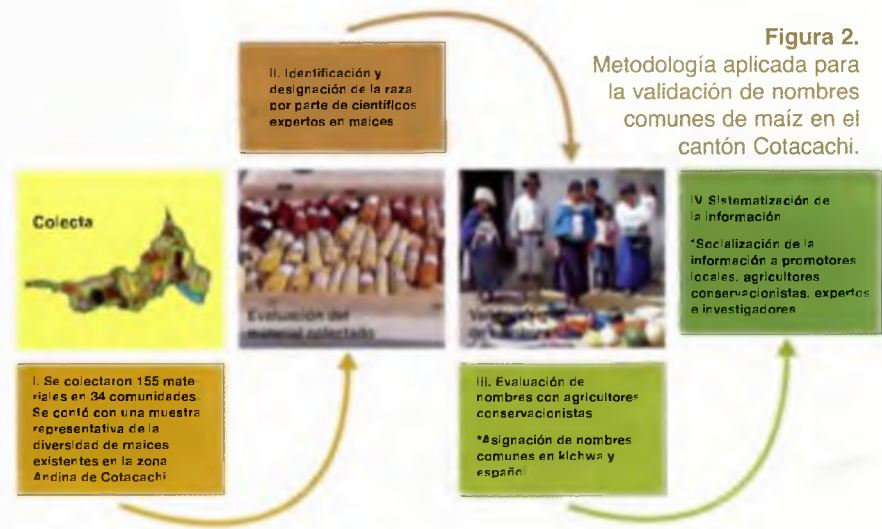 Figura 2.
Metodología aplicada para
la validación de nombres
comunes de maíz en el
cantón Cotacachi.
Colecta
I. Se colectaron 155 mate
riales en 34 comunidades
Se contó con una muestra
representativa de la
diversidad de maices
existentes en la zona
Andina de Cotacachi
II. Identificación y
designación de la raza
por parte de científicos
expertos en maices
Evaluación del
material colectado
III. Evaluación de
nombres con agricultores
conservacionistas
*Asignación de nombres
comunes en kichwa y
español
IV Sistematización de
la información
*Socialización de la
información a promotores
locales, agricultores
conservacionistas, expertos
e investigadores